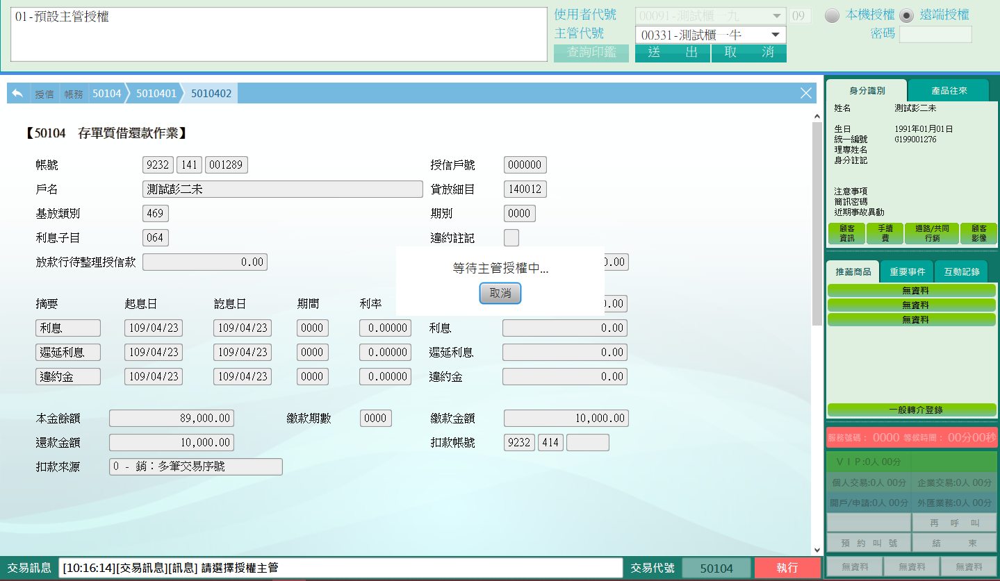 01-預設主管授權
使用者代號 00091-測試櫃一九 09 本機授權 遠端授權
主管代號 00331-測試櫃一牛 密碼
查詢印鑑 送 出 取 消
授信 帳務 50104 5010401 5010402
【50104 存單質借還款作業】
帳號 9232 141 001289 授信戶號 000000
戶名 測試彭二未 貸放細目 140012
基放類別 469 期別 0000
利息子目 064 違約註記
放款行待整理授信款 0.00 0.00
等待主管授權中...
取消
摘要 起息日 訖息日 期間 利率 0.00
利息 109/04/23 109/04/23 0000 0.00000 利息 0.00
遲延利息 109/04/23 109/04/23 0000 0.00000 遲延利息 0.00
違約金 109/04/23 109/04/23 0000 0.00000 違約金 0.00
本金餘額 89,000.00 繳款期數 0000 繳款金額 10,000.00
還款金額 10,000.00 扣款帳號 9232 414
扣款來源 0 - 銷：多筆交易序號
交易訊息 [10:16:14][交易訊息][訊息] 請選擇授權主管 交易代號 50104 執行
身分識別 產品往來
姓名 測試彭二未
生日 1991年01月01日
統一編號 G199001276
理專姓名
身分註記
注意事項
簡訊密碼
近期事故異動
顧客資訊 手續費 通路/共同行銷 顧客影像
推薦商品 重要事件 互動記錄
無資料
無資料
無資料
一般轉介登錄
服務號碼： 0000 等候時間： 00分00秒
ＶＩＰ:0人 00分
個人交易:0人 00分 企業交易:0人 00分
開戶/申請:0人 00分 外匯業務:0人 00分
再 呼 叫
預 約 叫 號 結 束
無資料 無資料 無資料